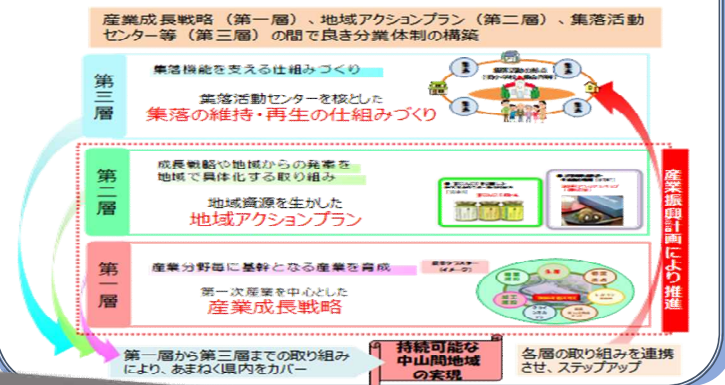 産業成長戦略(第一層)、地域アクションプラン(第二層)、集落活動
センター等(第三層)の間で良き分業体制の構築
第三層
集落機能を支える仕組みづくり
集落活動センターを核とした
集落の維持・再生の仕組みづくり
集落
集落
集落
集落
第二層
成長戦略や地域からの発案を
地域で具体化する取り組み
地域資源を生かした
地域アクションプラン
第一層
産業分野毎に基幹となる産業を育成
第一次産業を中心とした
産業成長戦略
(イメージ)
産業振興計画により推進
第一層から第三層までの取り組み
により、あまねく県内をカバー
持続可能な
中山間地域
の実現
各層の取り組みを連携
させ、ステップアップ